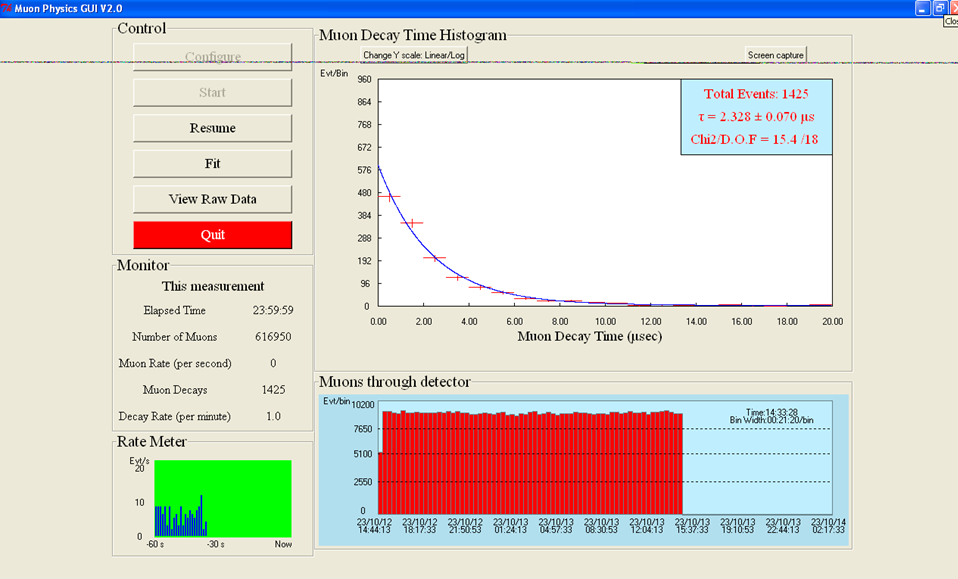 Muon Physics GUI V2.0
Control
Configure
Start
Resume
Fit
View Raw Data
Quit
Monitor
This measurement
Elapsed Time 23:59:59
Number of Muons 616950
Muon Rate (per second) 0
Muon Decays 1425
Decay Rate (per minute) 1.0
Rate Meter
Evt/s
20
10
0
-60 s -30 s Now
Muon Decay Time Histogram
Change Y scale: Linear/Log Screen capture
Evt/Bin
960
864
768
672
576
480
384
288
192
96
0
Total Events: 1425
τ = 2.328 ± 0.070 μs
Chi2/D.O.F = 15.4 /18
0.00 2.00 4.00 6.00 8.00 10.00 12.00 14.00 16.00 18.00 20.00
Muon Decay Time (μsec)
Muons through detector
Evt/bin
10200
7650
5100
2550
0
Time:14:33:28
Bin Width:00:21:20/bin
23/10/12 23/10/12 23/10/12 23/10/13 23/10/13 23/10/13 23/10/13 23/10/13 23/10/13 23/10/13 23/10/14
14:44:13 18:17:33 21:50:53 01:24:13 04:57:33 08:30:53 12:04:13 15:37:33 19:10:53 22:44:13 02:17:33